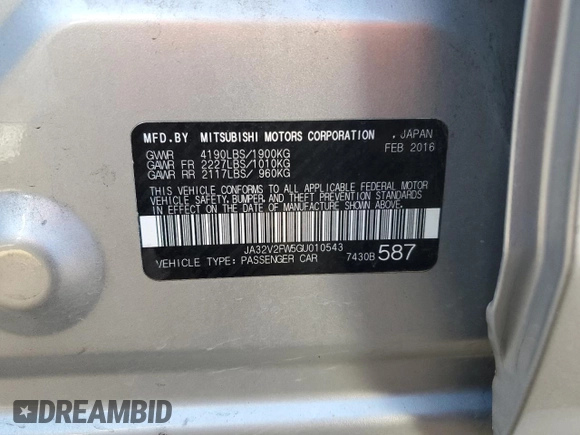 MFD.BY MITSUBISHI MOTORS CORPORATION , JAPAN
GVWR 4190LBS/1900KG FEB 2016
GAWR FR 2227LBS/1010KG
GAWR RR 2117LBS/ 960KG
THIS VEHICLE CONFORMS TO ALL APPLICABLE FEDERAL MOTOR
VEHICLE SAFETY, BUMPER, AND THEFT PREVENTION STANDARDS
IN EFFECT ON THE DATE OF MANUFACTURE SHOWN ABOVE.
JA32V2FW5GU010543
VEHICLE TYPE: PASSENGER CAR 7430B 587
DREAMBID